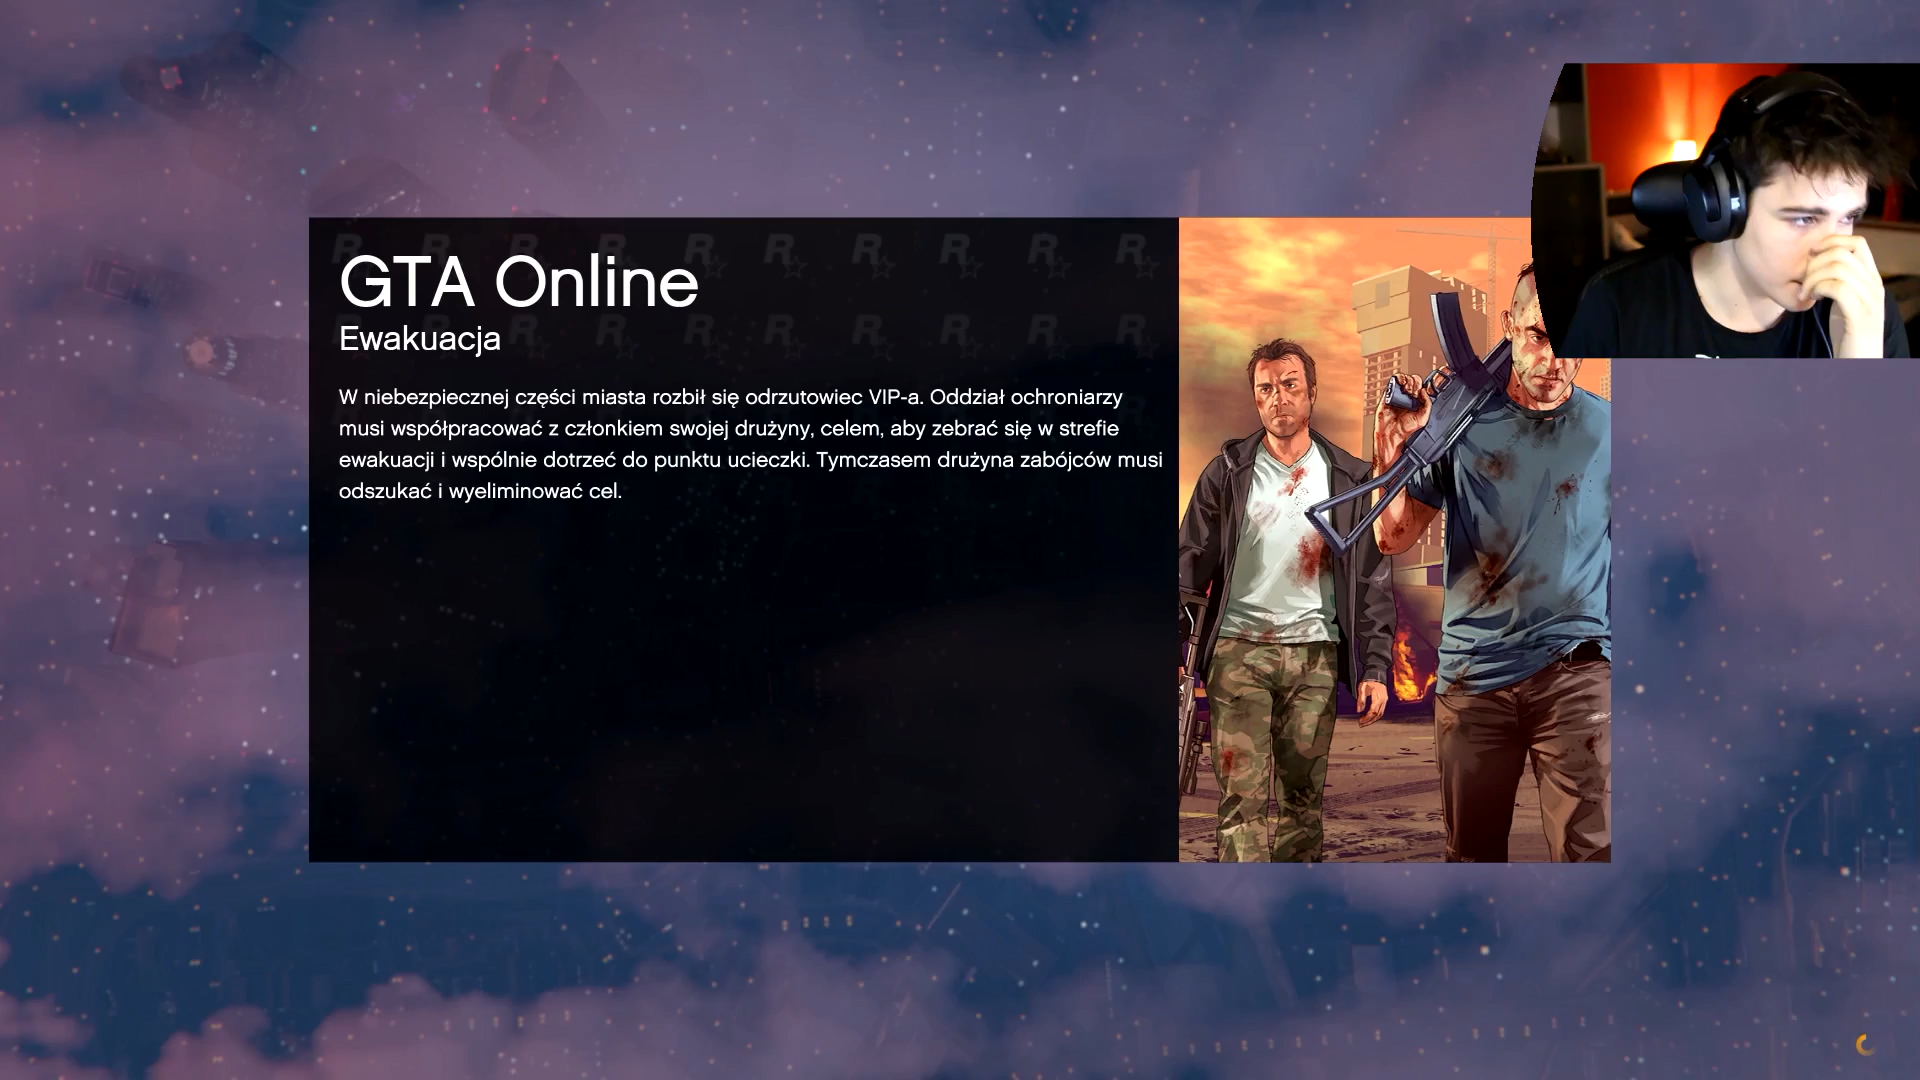 GTA Online
Ewakuacja
W niebezpiecznej części miasta rozbił się odrzutowiec VIP-a. Oddział ochroniarzy
musi współpracować z członkiem swojej drużyny, celem, aby zebrać się w strefie
ewakuacji i wspólnie dotrzeć do punktu ucieczki. Tymczasem drużyna zabójców musi
odszukać i wyeliminować cel.